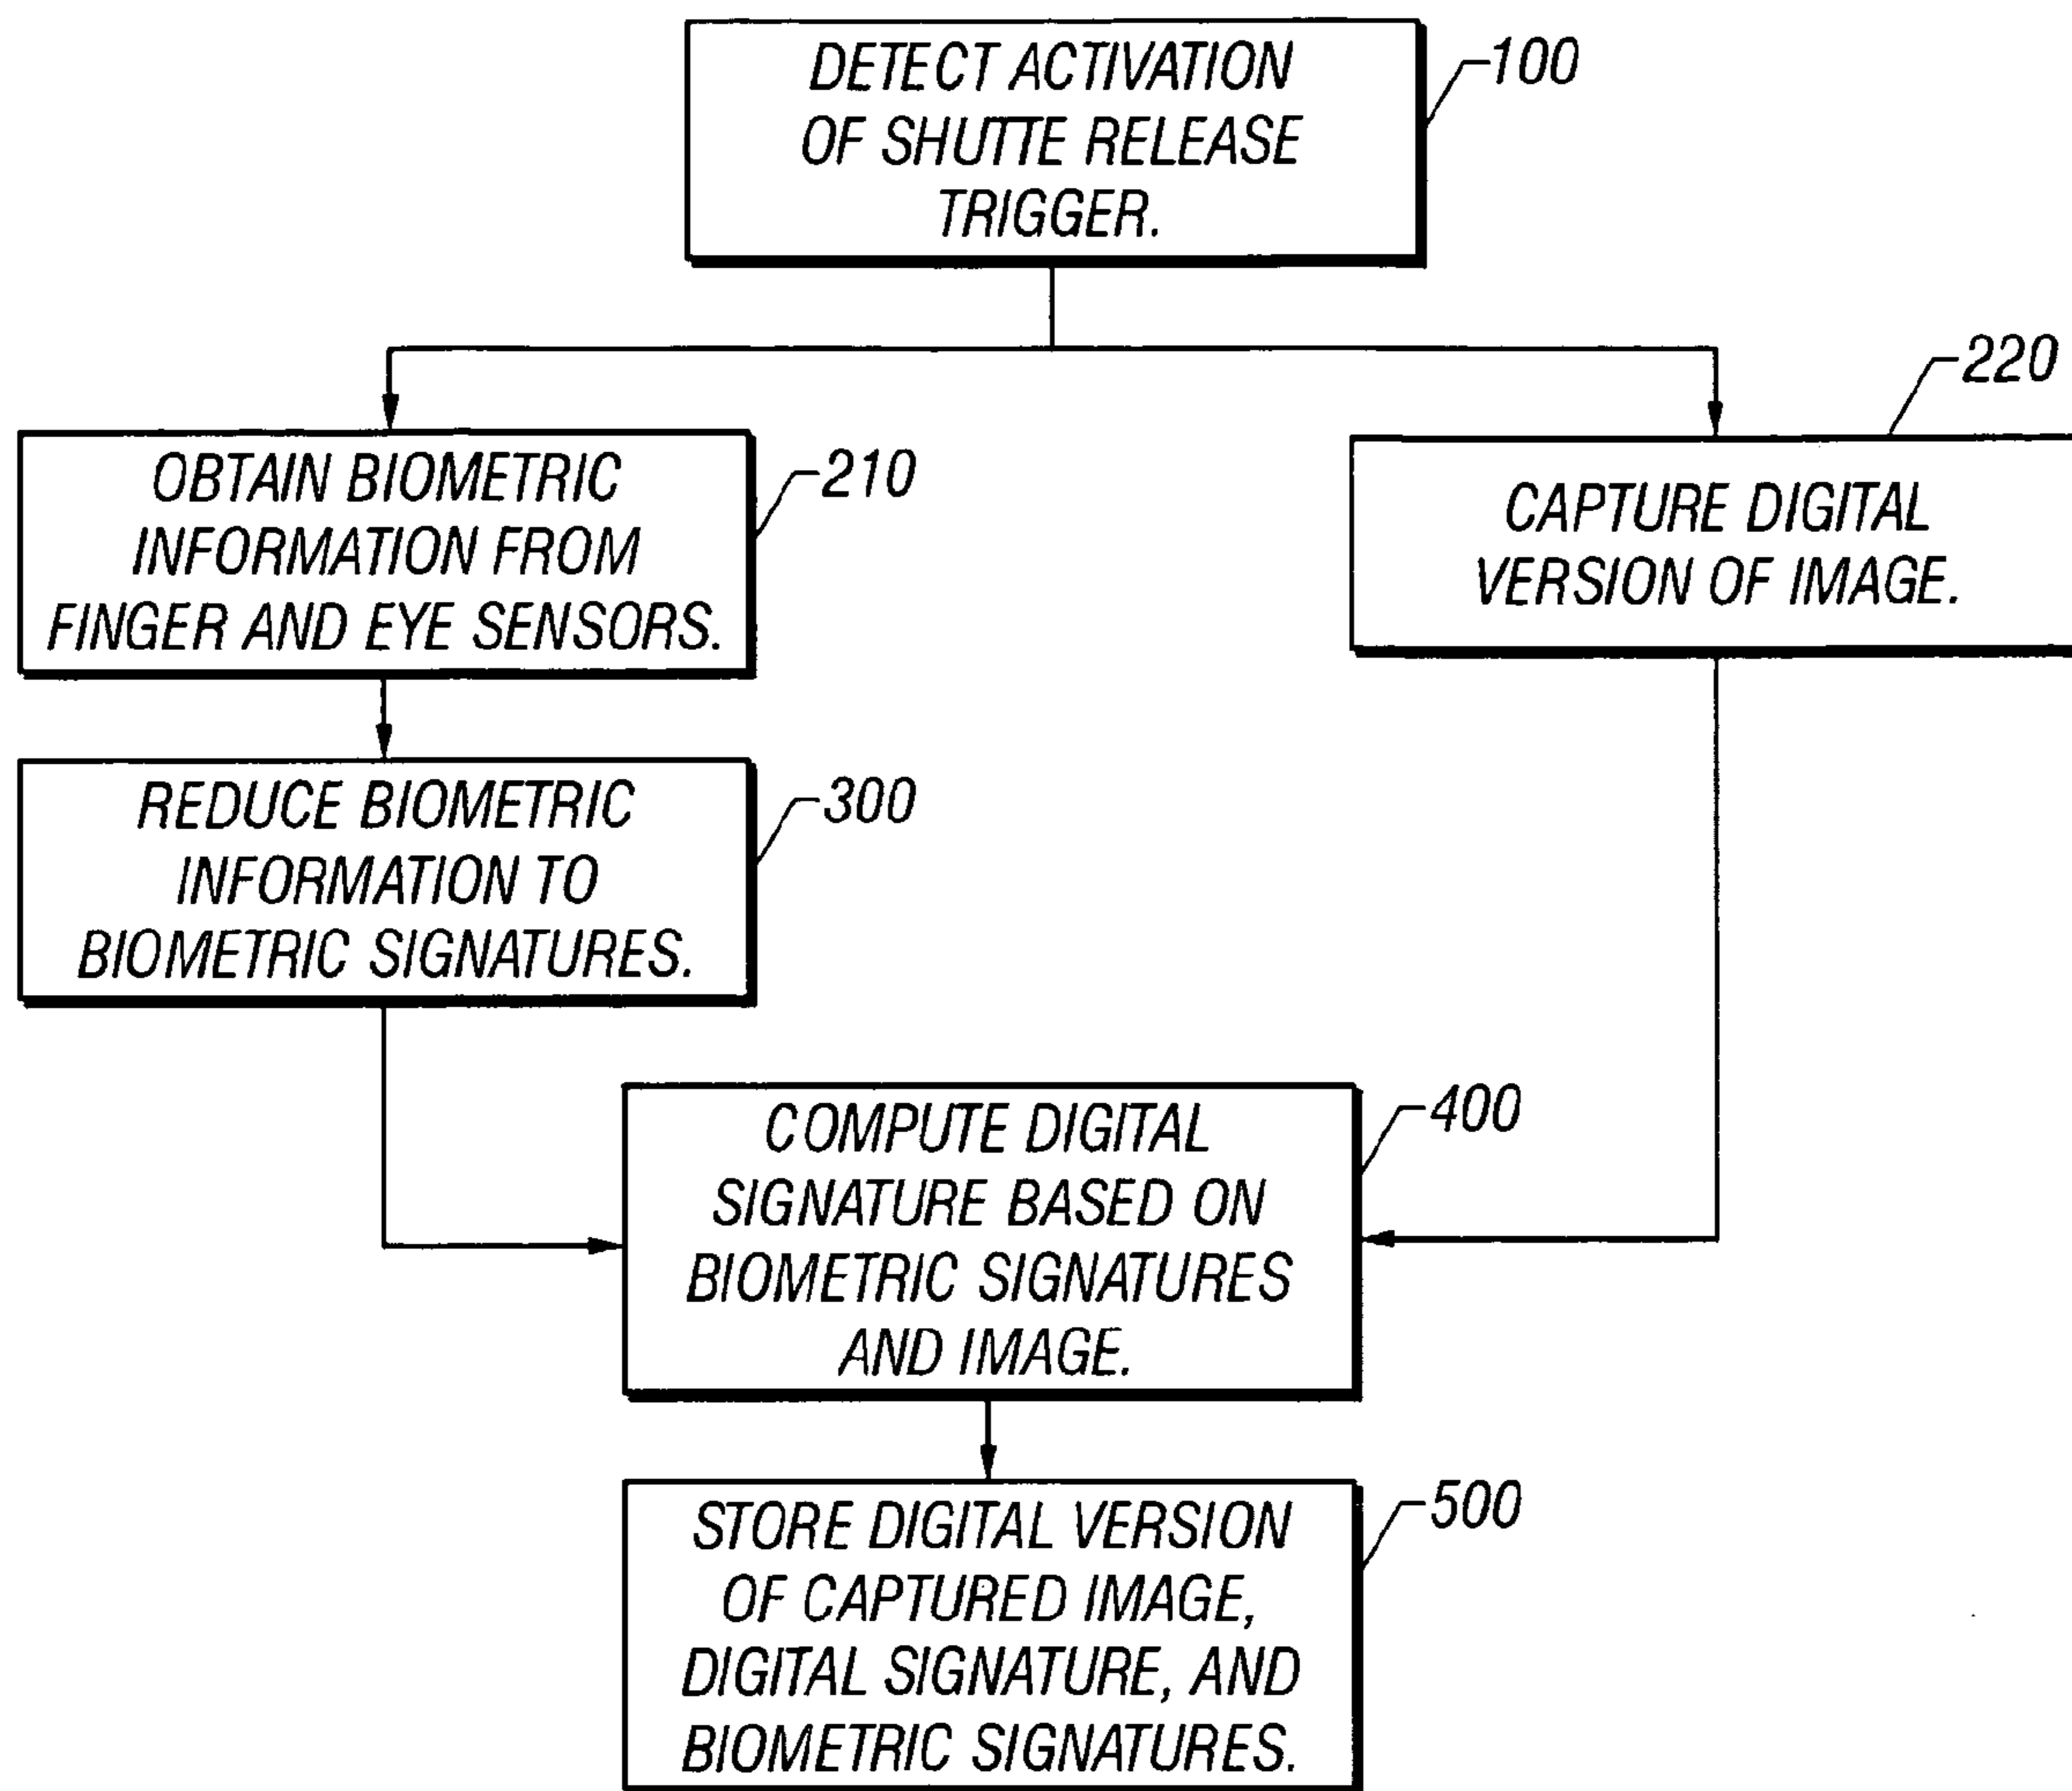 DETECT ACTIVATION
OF SHUTTE RELEASE
TRIGGER.
100
OBTAIN BIOMETRIC
INFORMATION FROM
FINGER AND EYE SENSORS.
210
CAPTURE DIGITAL
VERSION OF IMAGE.
220
REDUCE BIOMETRIC
INFORMATION TO
BIOMETRIC SIGNATURES.
300
COMPUTE DIGITAL
SIGNATURE BASED ON
BIOMETRIC SIGNATURES
AND IMAGE.
400
STORE DIGITAL VERSION
OF CAPTURED IMAGE,
DIGITAL SIGNATURE, AND
BIOMETRIC SIGNATURES.
500